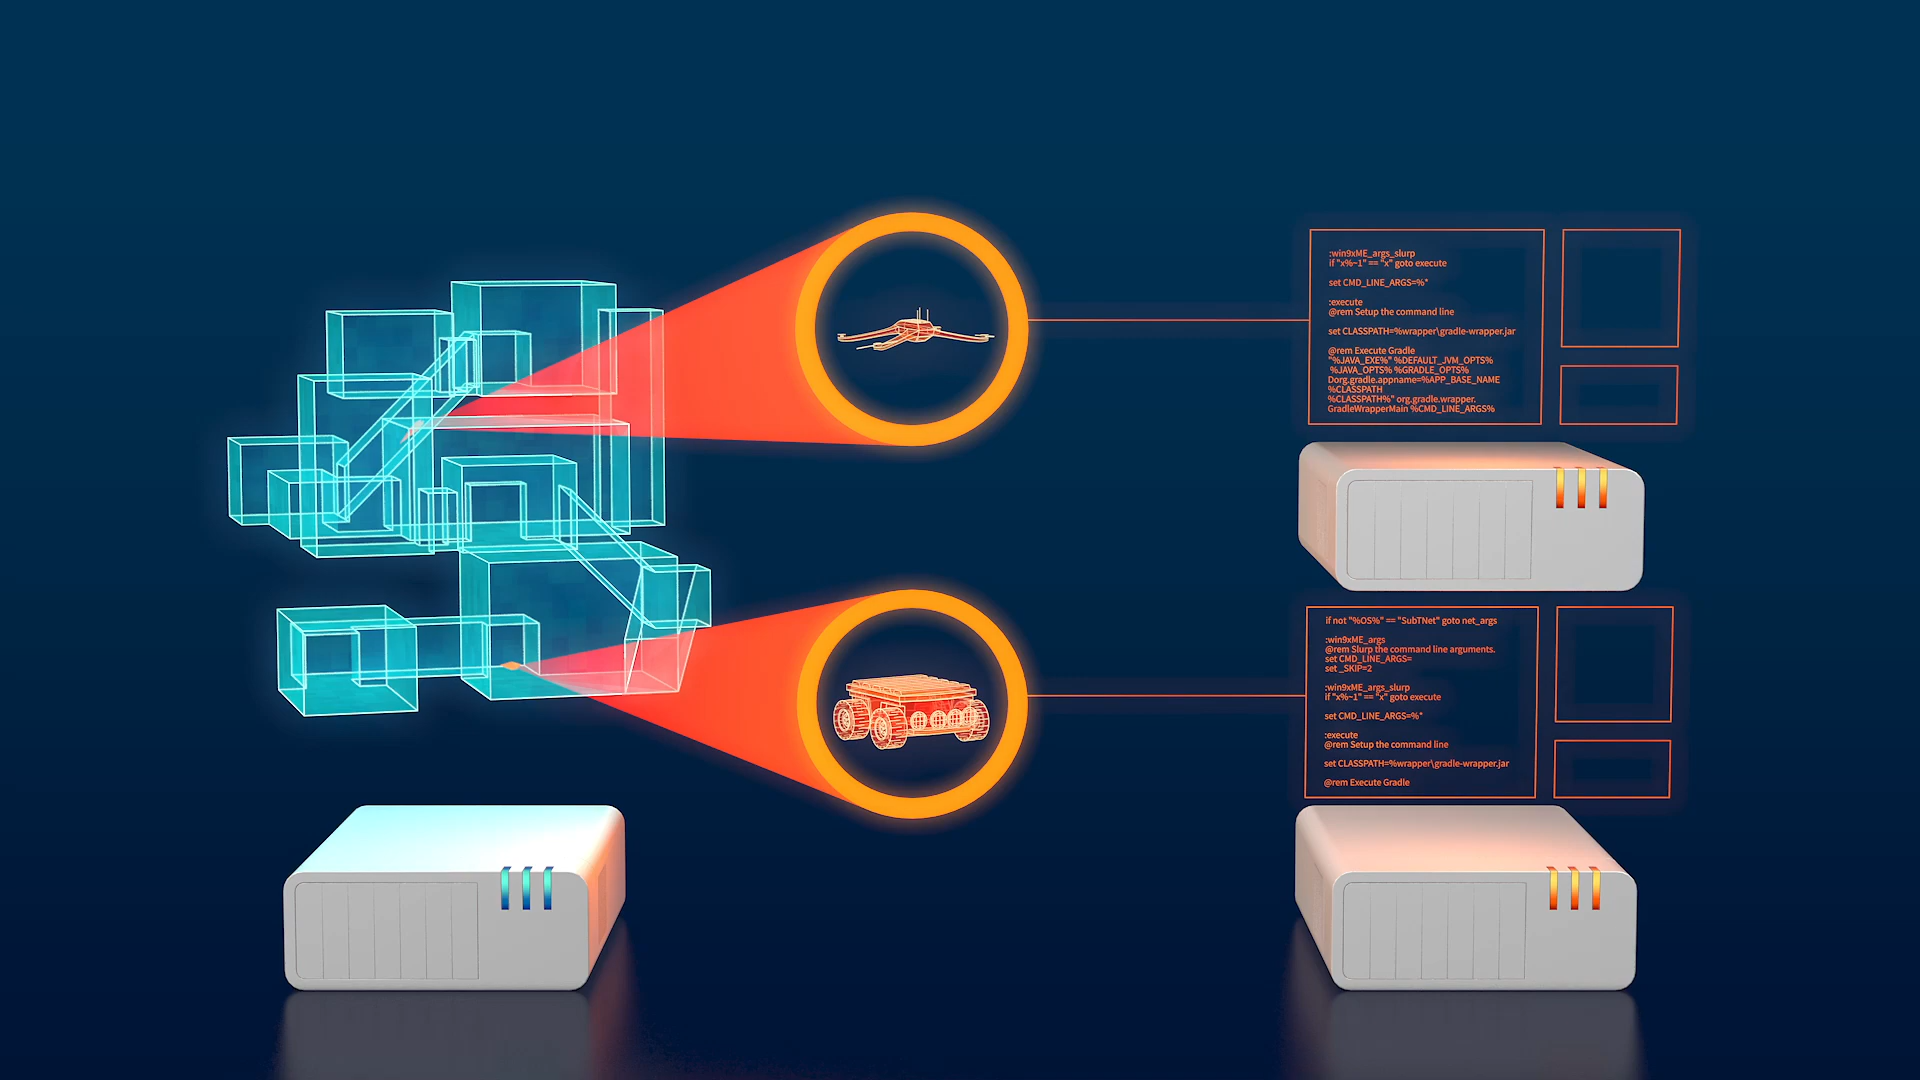 :win9xME_args_slurp
if "x%~1" == "x" goto execute
set CMD_LINE_ARGS=%*
:execute
@rem Setup the command line
set CLASSPATH=%wrapper\gradle-wrapper.jar
@rem Execute Gradle
"%JAVA_EXE%" %DEFAULT_JVM_OPTS%
%JAVA_OPTS% %GRADLE_OPTS%
Dorg.gradle.appname=%APP_BASE_NAME
%CLASSPATH
%CLASSPATH%" org.gradle.wrapper.
GradleWrapperMain %CMD_LINE_ARGS%
if not "%OS%" == "SubTNet" goto net_args
:win9xME_args
@rem Slurp the command line arguments.
set CMD_LINE_ARGS=
set _SKIP=2
:win9xME_args_slurp
if "x%~1" == "x" goto execute
set CMD_LINE_ARGS=%*
:execute
@rem Setup the command line
set CLASSPATH=%wrapper\gradle-wrapper.jar
@rem Execute Gradle